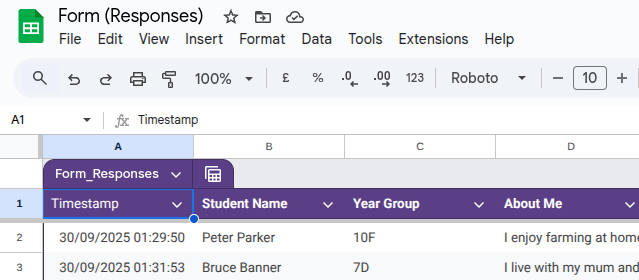 Form (Responses)
File Edit View Insert Format Data Tools Extensions Help
100% £ % .0 .00 123 Roboto 10
A1 fx Timestamp
A B C D
Form_Responses
1 Timestamp Student Name Year Group About Me
2 30/09/2025 01:29:50 Peter Parker 10F I enjoy farming at home
3 30/09/2025 01:31:53 Bruce Banner 7D I live with my mum and